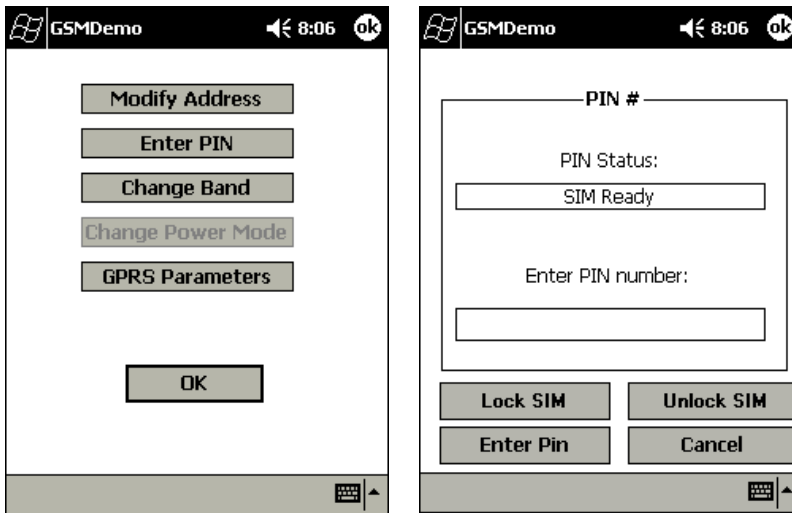 GSMDemo 8:06 ok
Modify Address
Enter PIN
Change Band
Change Power Mode
GPRS Parameters
OK
GSMDemo 8:06 ok
PIN #
PIN Status:
SIM Ready
Enter PIN number:
Lock SIM Unlock SIM
Enter Pin Cancel